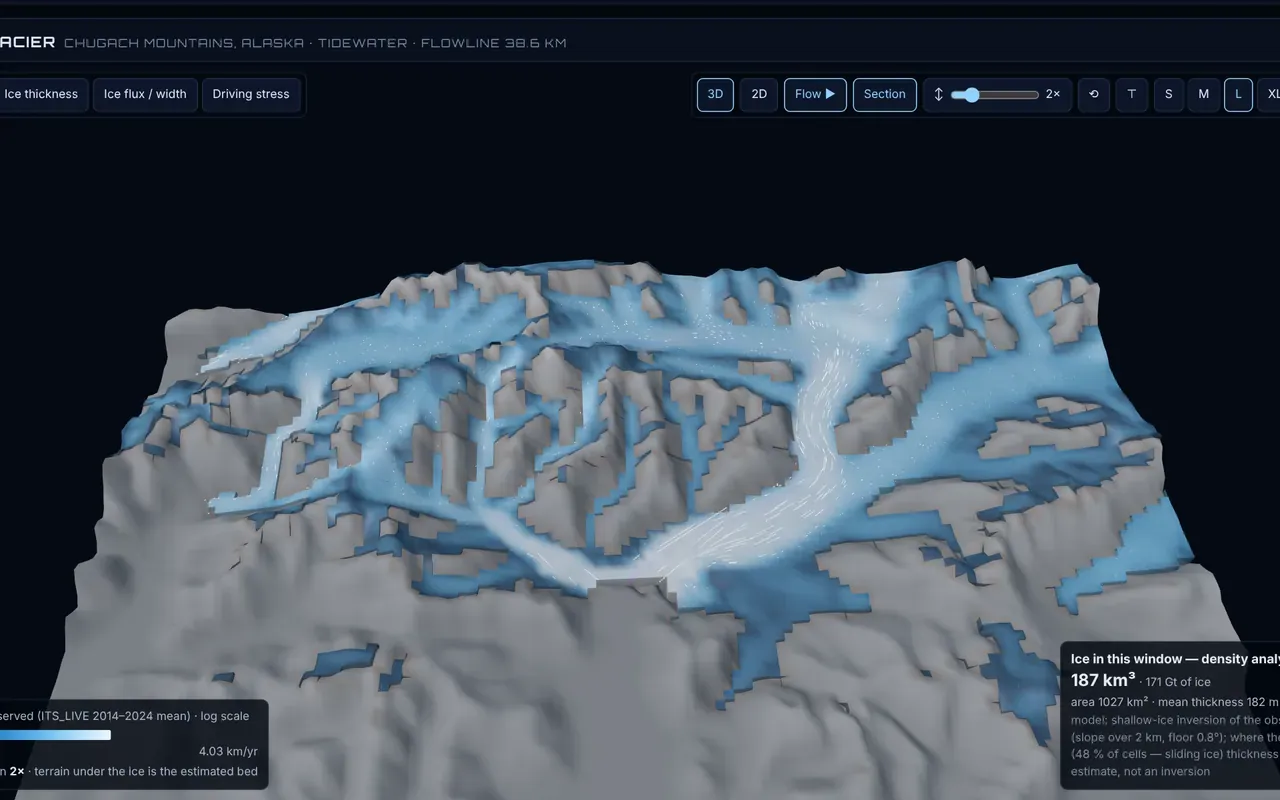 ACIER CHUGACH MOUNTAINS, ALASKA · TIDEWATER · FLOWLINE 38.6 KM
Ice thickness Ice flux / width Driving stress 3D 2D Flow ▶ Section ↕ 2× ⟲ ⊤ S M L XL
served (ITS_LIVE 2014–2024 mean) · log scale
4.03 km/yr
n 2× · terrain under the ice is the estimated bed
Ice in this window — density analy
187 km³ · 171 Gt of ice
area 1027 km² · mean thickness 182 m
model: shallow-ice inversion of the obs
(slope over 2 km, floor 0.8°); where the
(48 % of cells — sliding ice) thickness
estimate, not an inversion